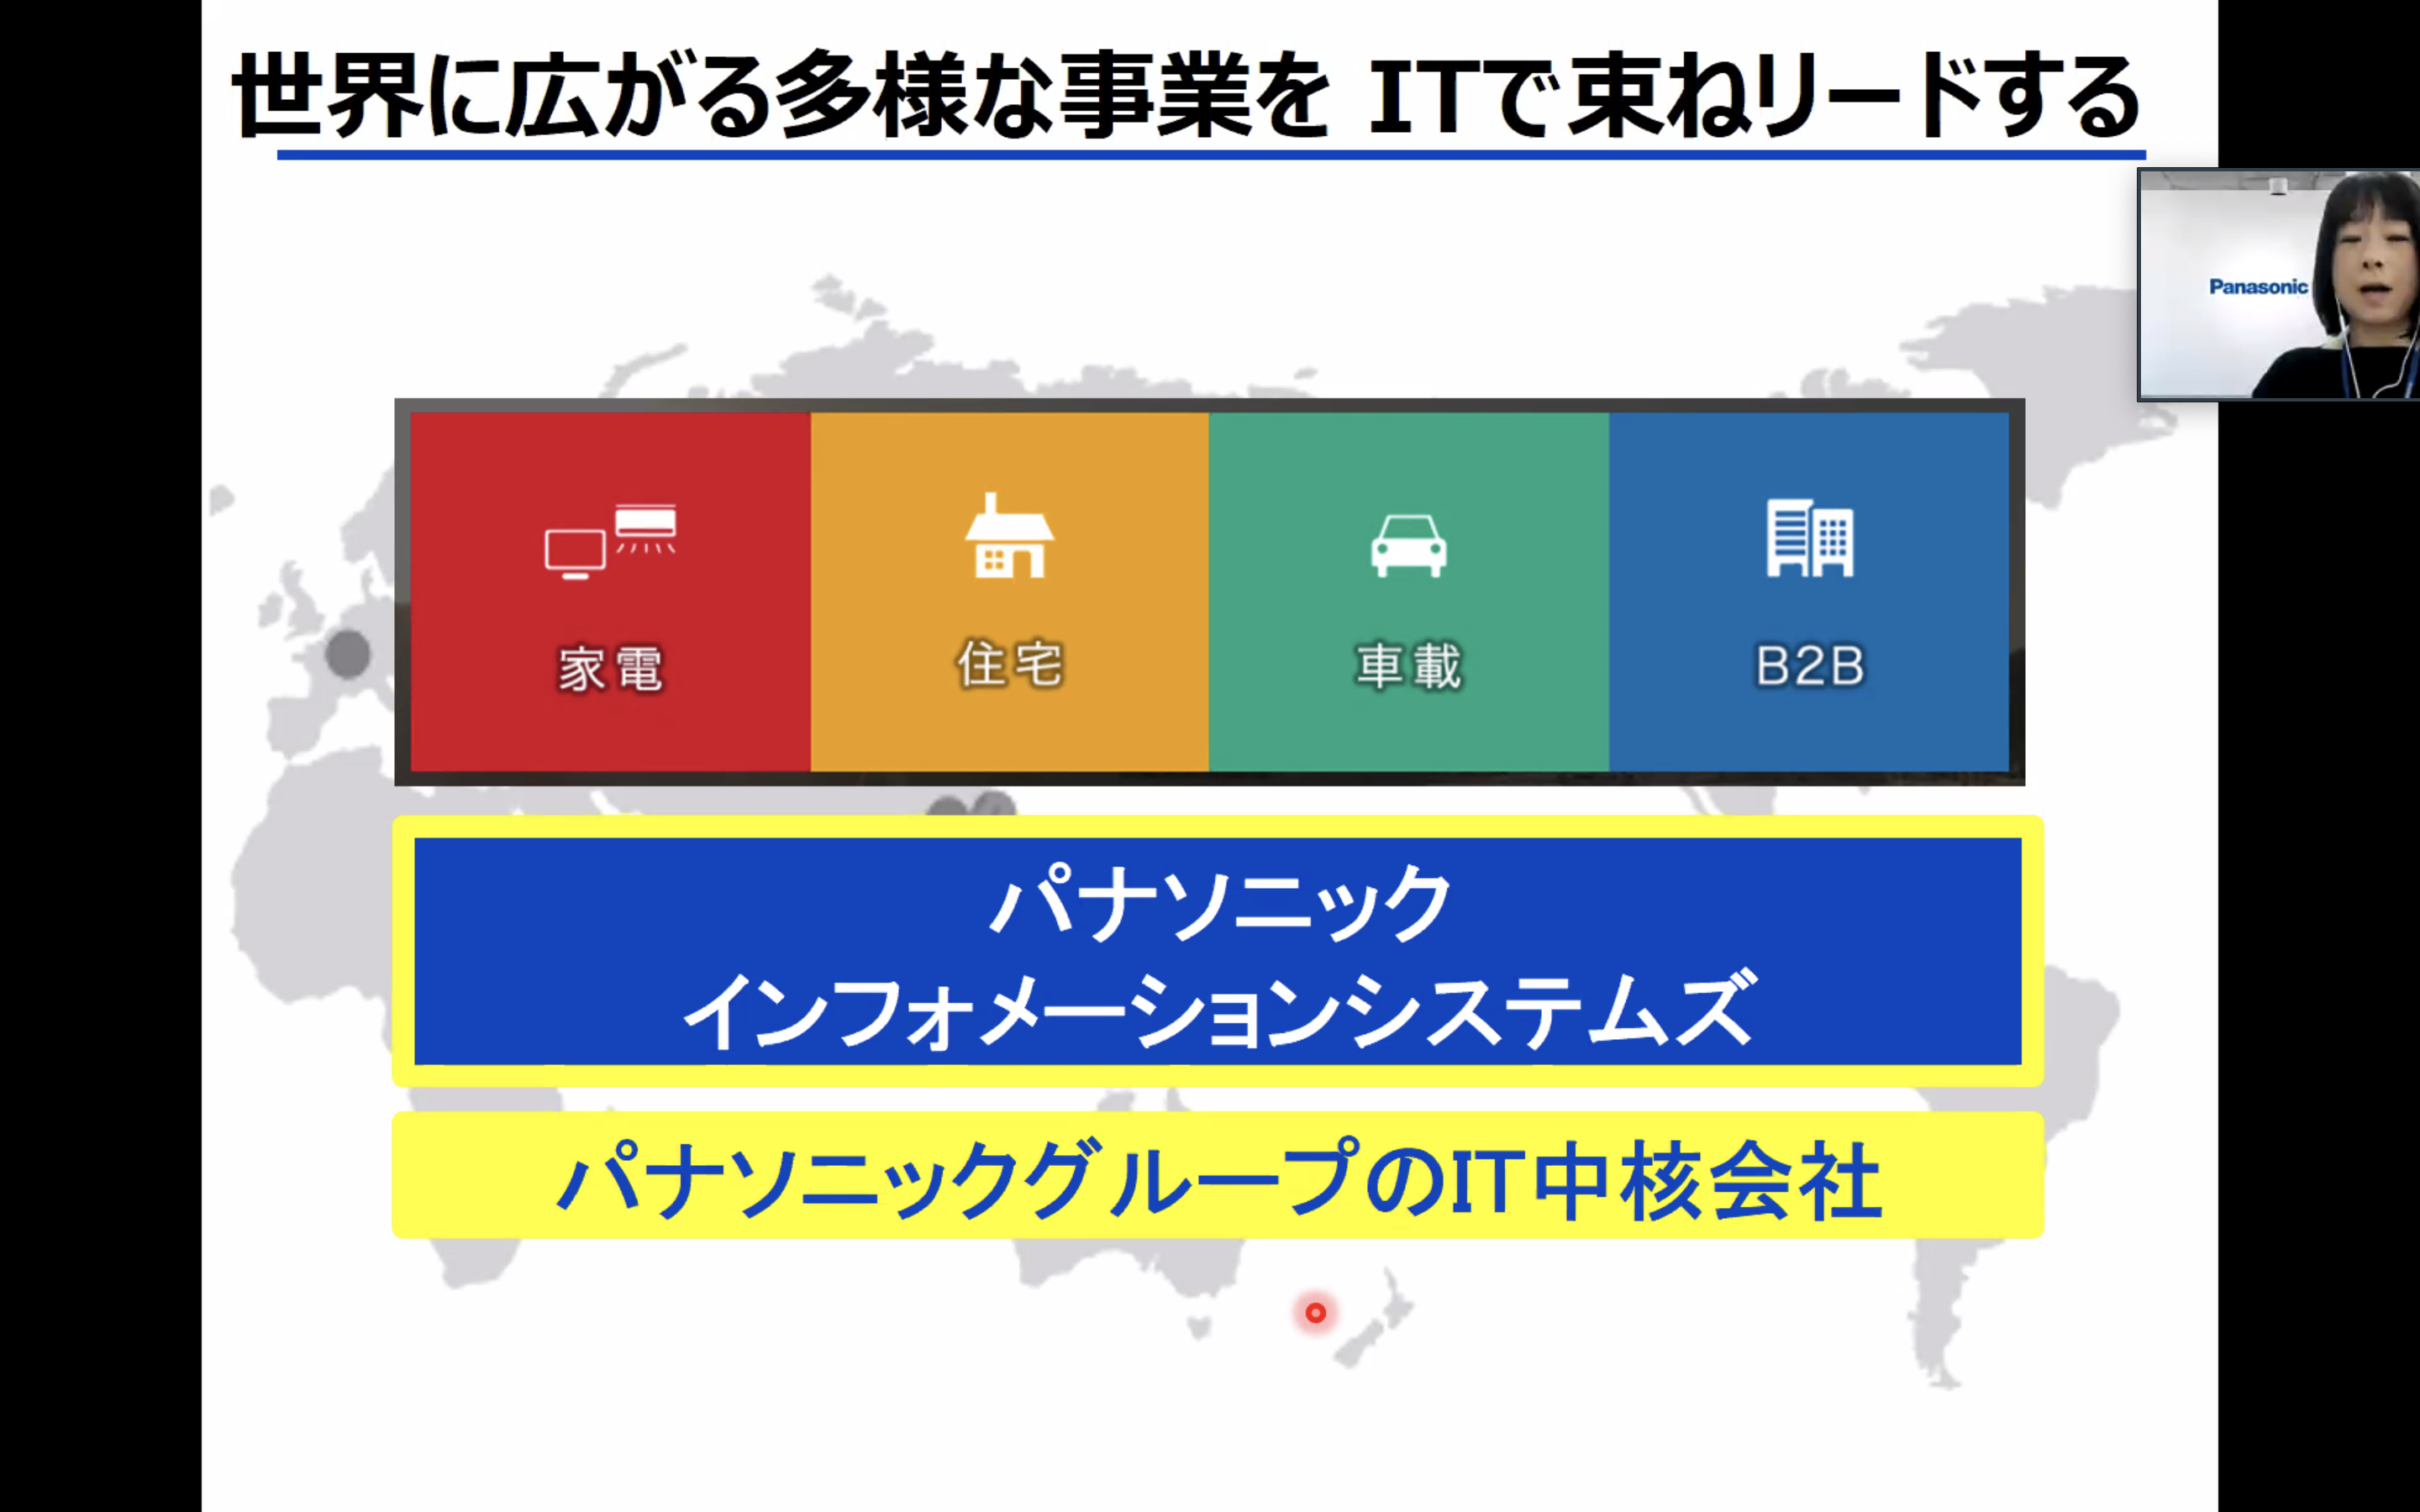 世界に広がる多様な事業を ITで束ねリードする
Panasonic
家電
住宅
車載
B2B
パナソニック
インフォメーションシステムズ
パナソニックグループのIT中核会社